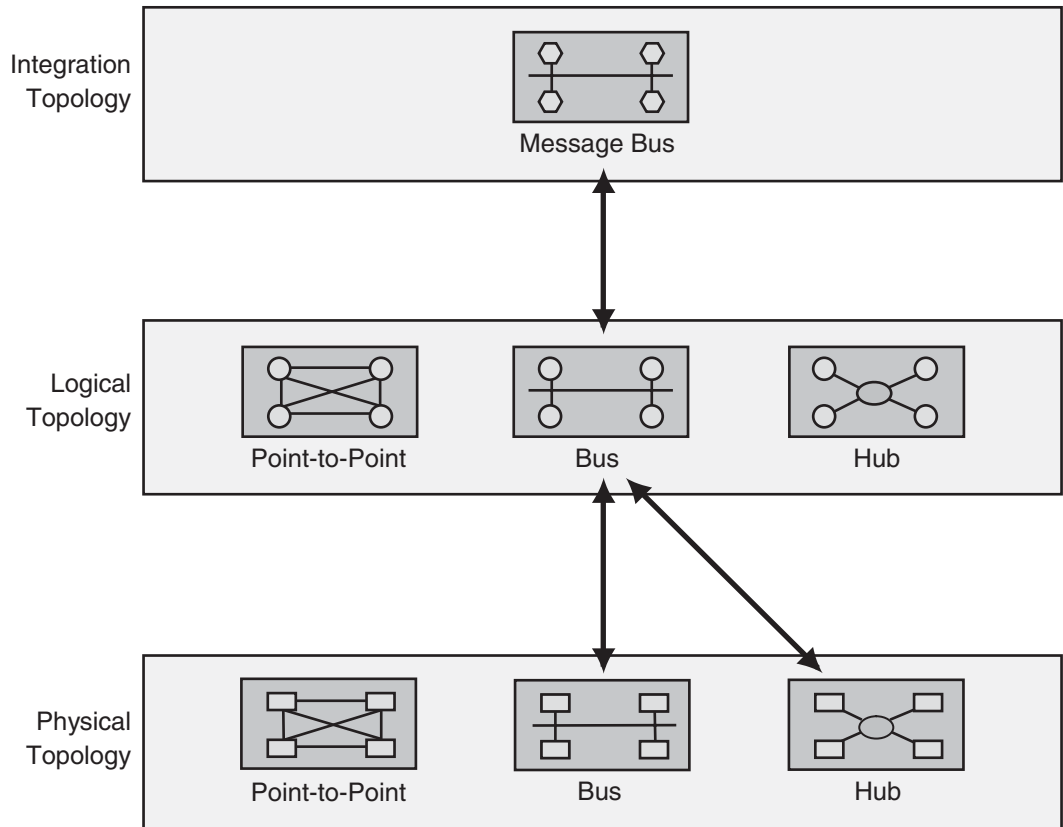 Integration
Topology
Message Bus
Logical
Topology
Point-to-Point
Bus
Hub
Physical
Topology
Point-to-Point
Bus
Hub